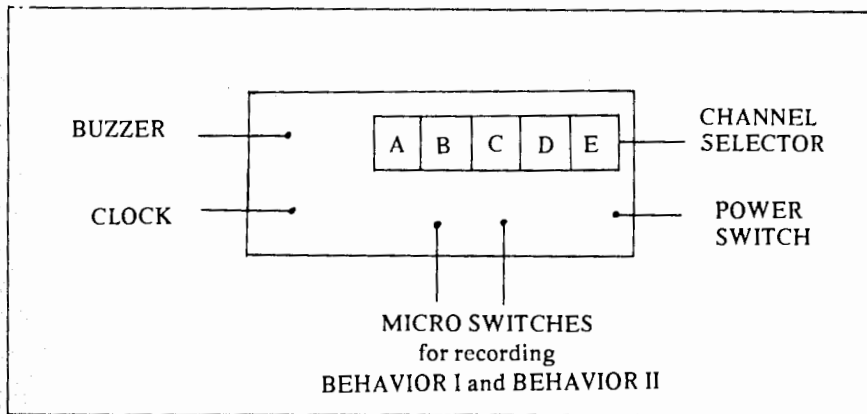 BUZZER
A B C D E
CHANNEL
SELECTOR
CLOCK
POWER
SWITCH
MICRO SWITCHES
for recording
BEHAVIOR I and BEHAVIOR II